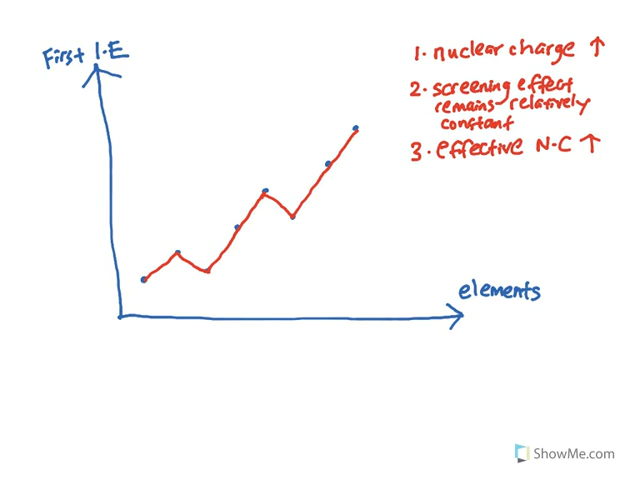 First I.E
1. nuclear charge ↑
2. screening effect
remains relatively
constant
3. effective N.C ↑
elements
ShowMe.com